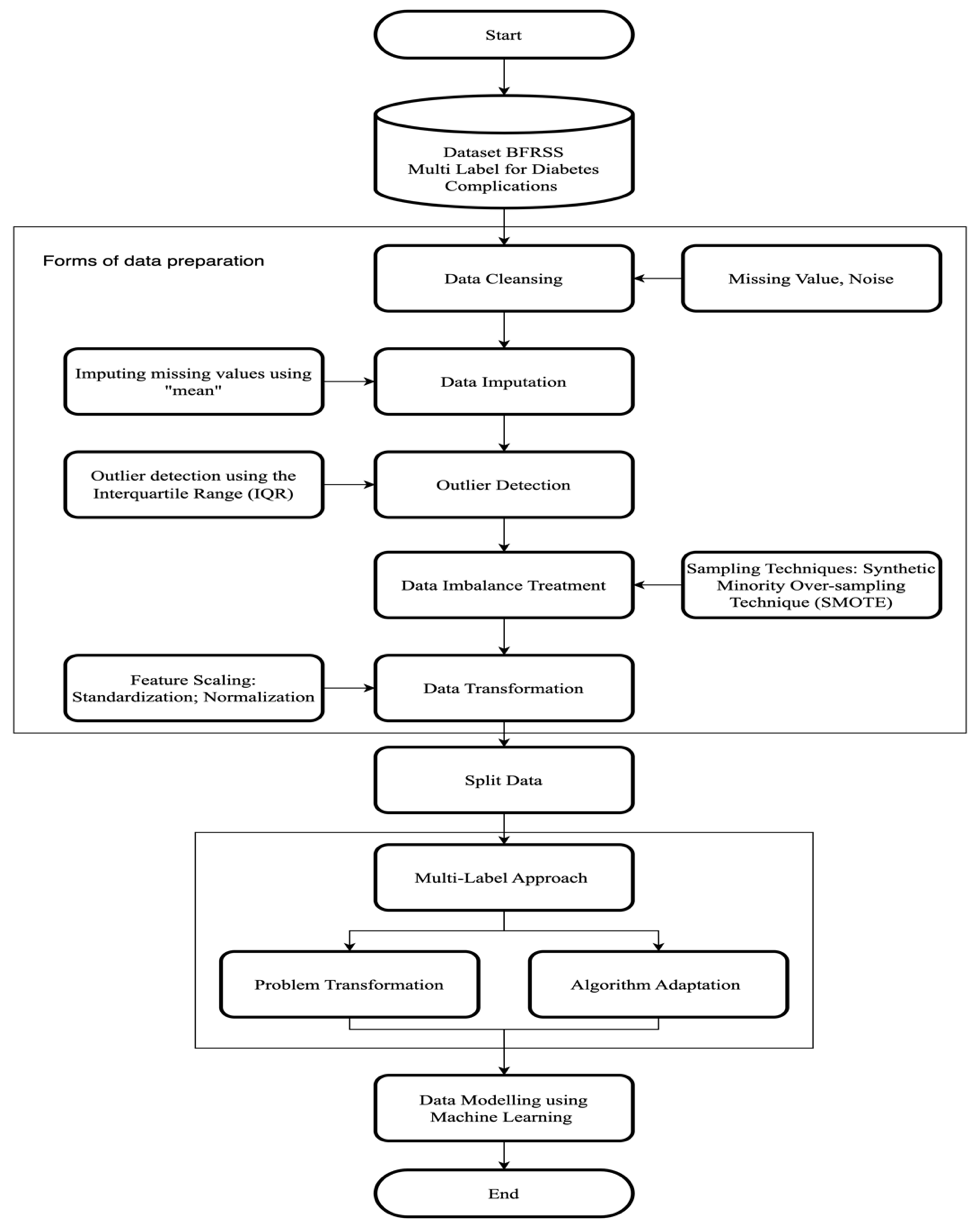 Start
Dataset BFRSS
Multi Label for Diabetes
Complications
Forms of data preparation
Data Cleansing
Missing Value, Noise
Imputing missing values using
"mean"
Data Imputation
Outlier detection using the
Interquartile Range (IQR)
Outlier Detection
Data Imbalance Treatment
Sampling Techniques: Synthetic
Minority Over-sampling
Technique (SMOTE)
Feature Scaling:
Standardization; Normalization
Data Transformation
Split Data
Multi-Label Approach
Problem Transformation
Algorithm Adaptation
Data Modelling using
Machine Learning
End